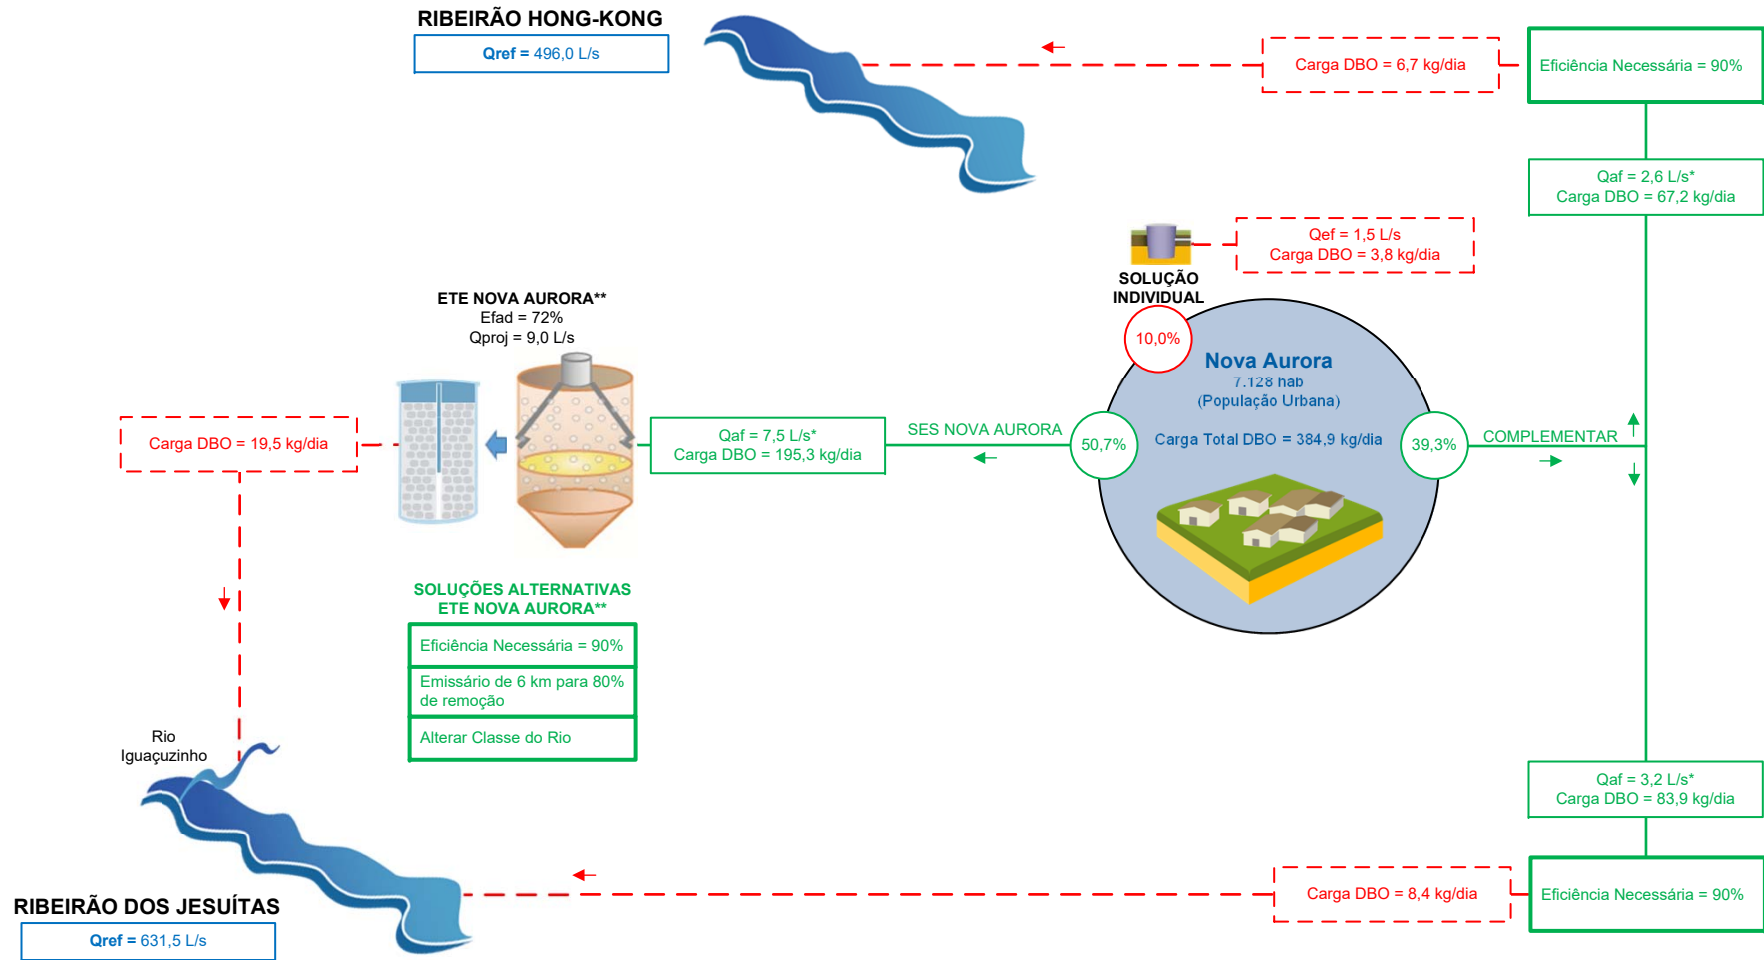 RIBEIRÃO HONG-KONG
Qref = 496,0 L/s
Carga DBO = 6,7 kg/dia
Eficiência Necessária = 90%
Qaf = 2,6 L/s*
Carga DBO = 67,2 kg/dia
Qef = 1,5 L/s
Carga DBO = 3,8 kg/dia
SOLUÇÃO
INDIVIDUAL
10,0%
ETE NOVA AURORA**
Efad = 72%
Qproj = 9,0 L/s
Nova Aurora
7.128 hab
(População Urbana)
Carga Total DBO = 384,9 kg/dia
Carga DBO = 19,5 kg/dia
Qaf = 7,5 L/s*
Carga DBO = 195,3 kg/dia
SES NOVA AURORA
50,7%
39,3%
COMPLEMENTAR
SOLUÇÕES ALTERNATIVAS
ETE NOVA AURORA**
Eficiência Necessária = 90%
Emissário de 6 km para 80%
de remoção
Alterar Classe do Rio
Rio
Iguaçuzinho
Qaf = 3,2 L/s*
Carga DBO = 83,9 kg/dia
Carga DBO = 8,4 kg/dia
Eficiência Necessária = 90%
RIBEIRÃO DOS JESUÍTAS
Qref = 631,5 L/s